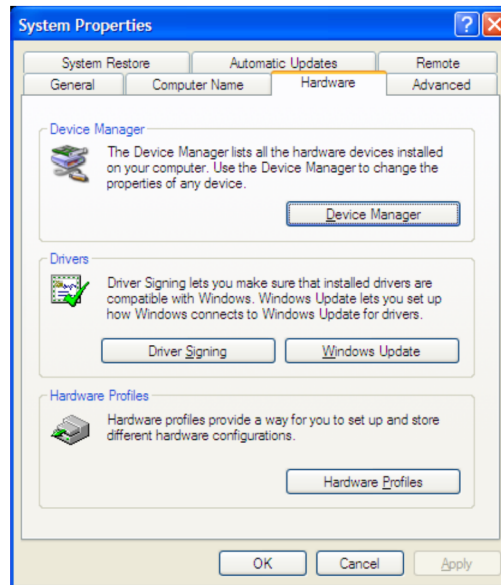 System Properties
System Restore Automatic Updates Remote
General Computer Name Hardware Advanced
Device Manager
The Device Manager lists all the hardware devices installed
on your computer. Use the Device Manager to change the
properties of any device.
Device Manager
Drivers
Driver Signing lets you make sure that installed drivers are
compatible with Windows. Windows Update lets you set up
how Windows connects to Windows Update for drivers.
Driver Signing Windows Update
Hardware Profiles
Hardware profiles provide a way for you to set up and store
different hardware configurations.
Hardware Profiles
OK Cancel Apply